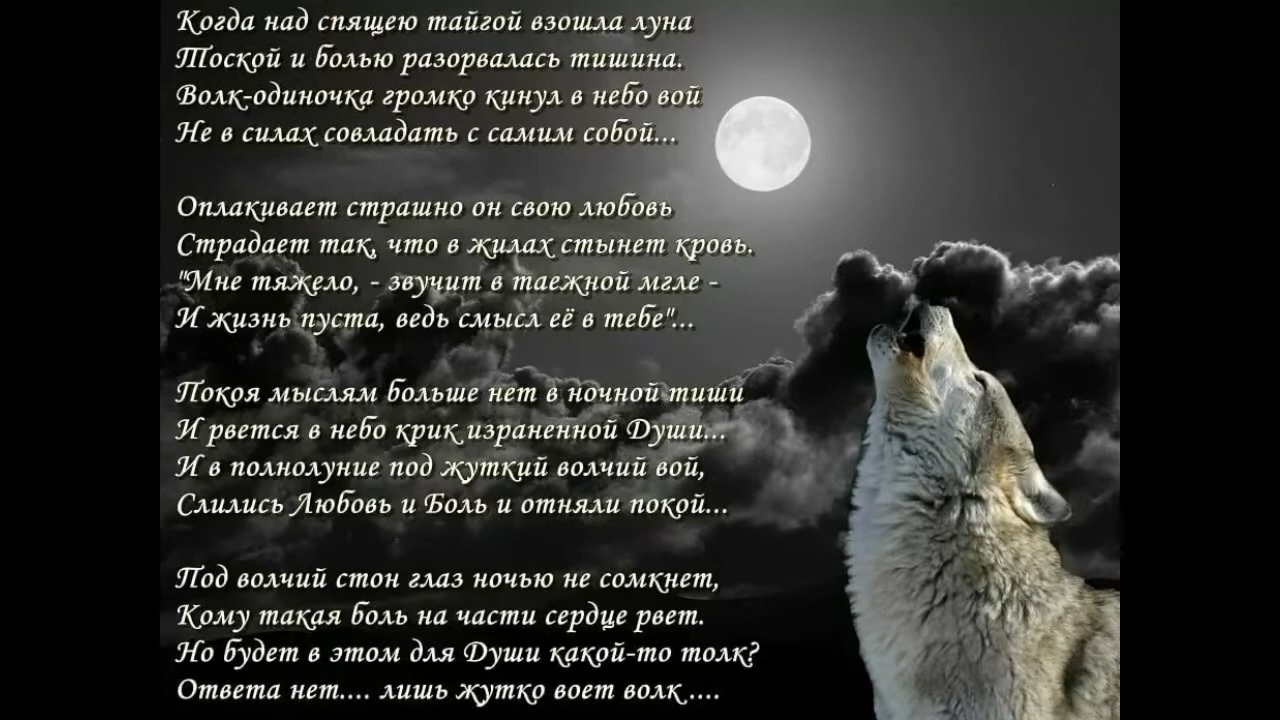 Когда над спящею тайгой взошла луна
Тоской и болью разорвалась тишина.
Волк-одиночка громко кинул в небо вой
Не в силах совладать с самим собой...
Оплакивает страшно он свою любовь
Страдает так, что в жилах стынет кровь.
"Мне тяжело, - звучит в таежной мгле -
И жизнь пуста, ведь смысл её в тебе"...
Покоя мыслям больше нет в ночной тиши
И рвется в небо крик израненной Души...
И в полнолуние под жуткий волчий вой,
Слились Любовь и Боль и отняли покой...
Под волчий стон глаз ночью не сомкнет,
Кому такая боль на части сердце рвет.
Но будет в этом для Души какой-то толк?
Ответа нет.... лишь жутко воет волк ....